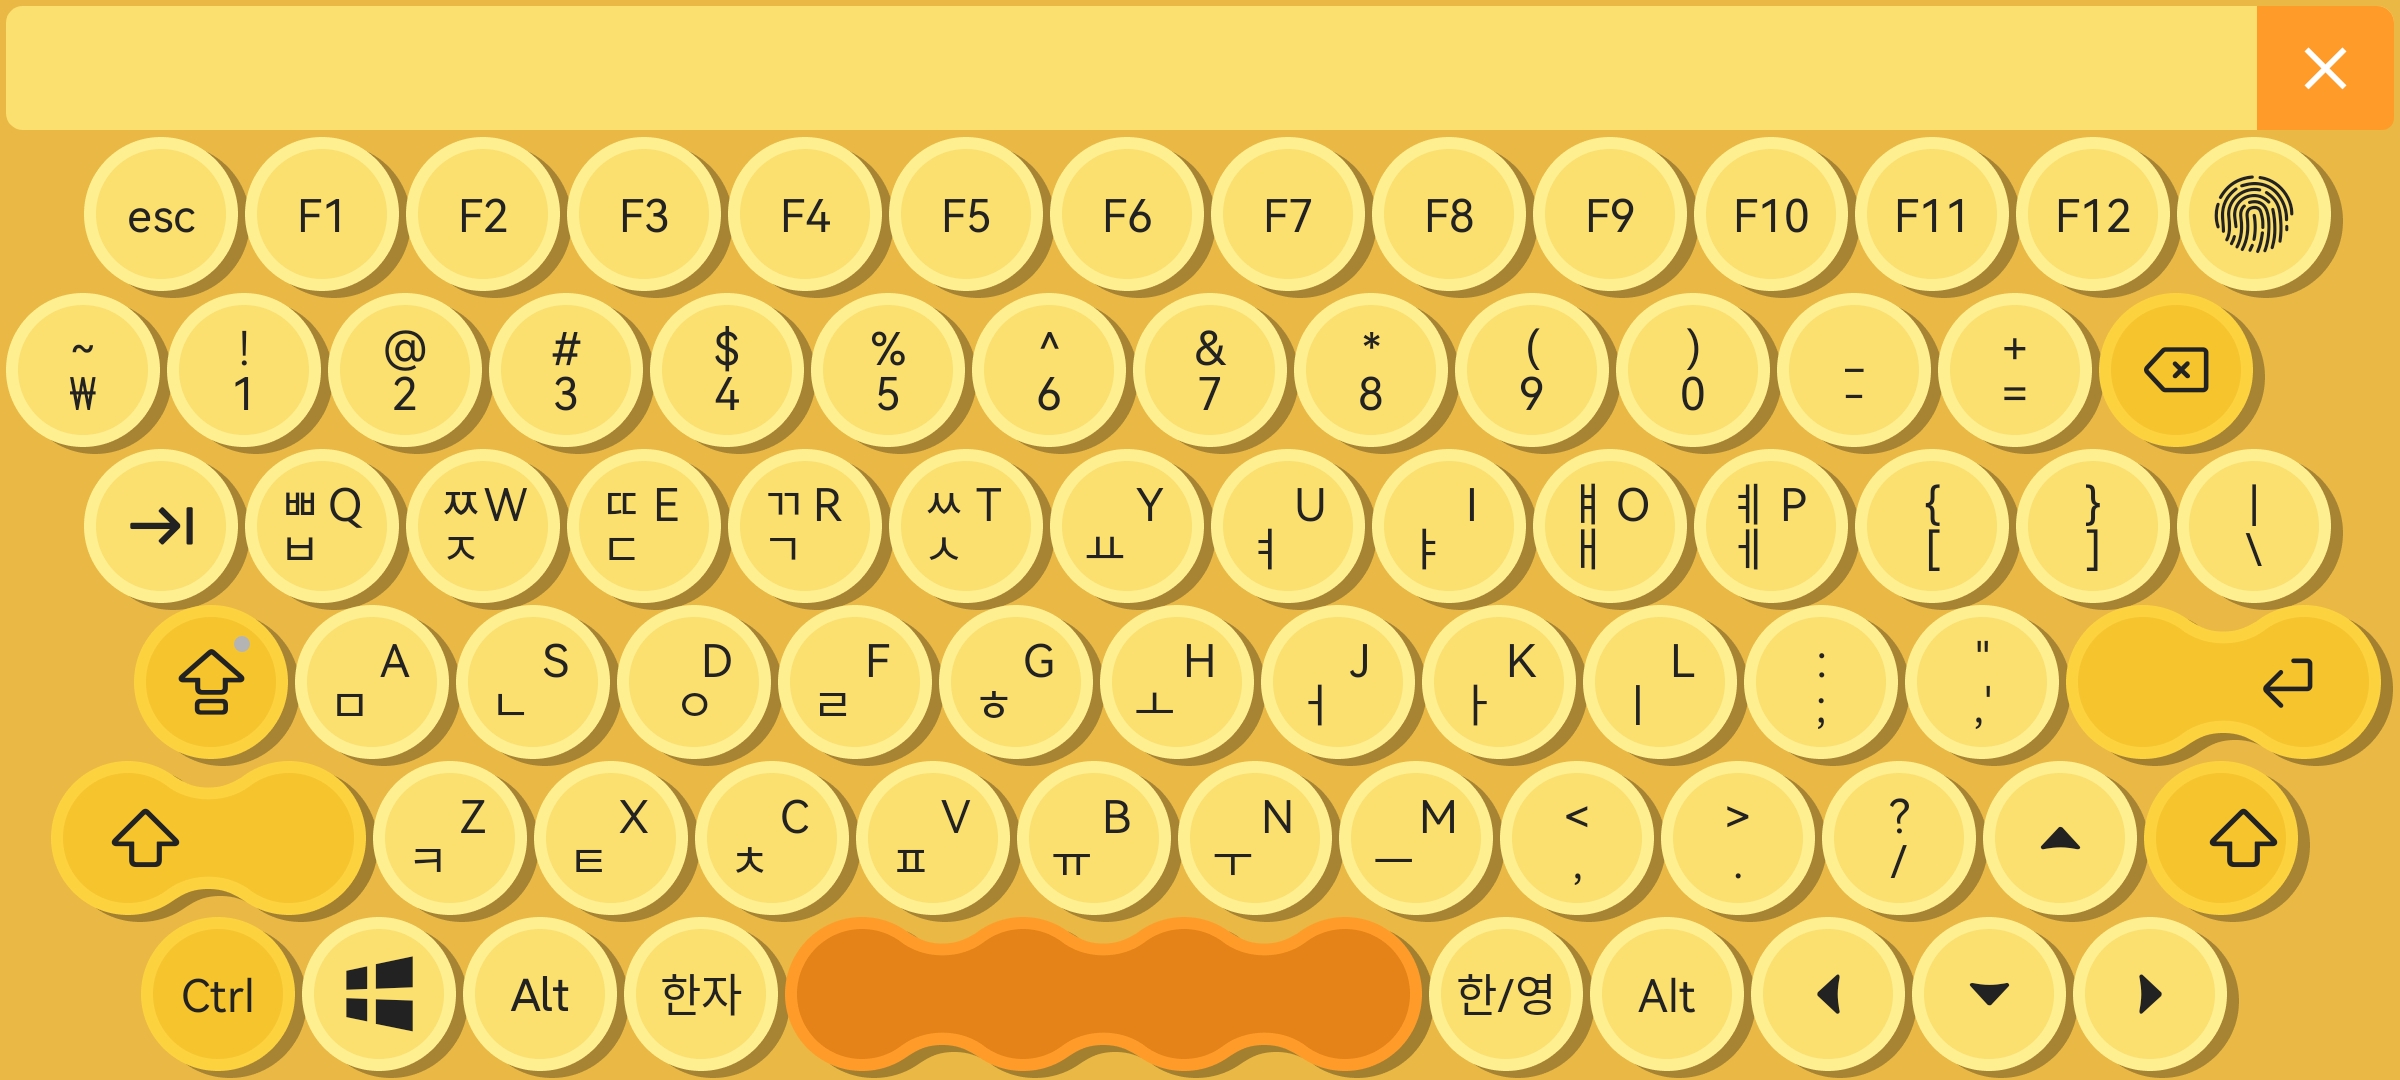 esc F1 F2 F3 F4 F5 F6 F7 F8 F9 F10 F11 F12
~ ! @ # $ % ^ & * ( ) _ +
₩ 1 2 3 4 5 6 7 8 9 0 - =
ㅃ Q ㅉ W ㄸ E ㄲ R ㅆ T Y U I ㅒ O ㅖ P { } |
ㅂ ㅈ ㄷ ㄱ ㅅ ㅛ ㅕ ㅑ ㅐ ㅔ [ ] \
A S D F G H J K L : "
ㅁ ㄴ ㅇ ㄹ ㅎ ㅗ ㅓ ㅏ ㅣ ; ,'
Z X C V B N M < > ?
ㅋ ㅌ ㅊ ㅍ ㅠ ㅜ ㅡ , . /
Ctrl Alt 한자 한/영 Alt